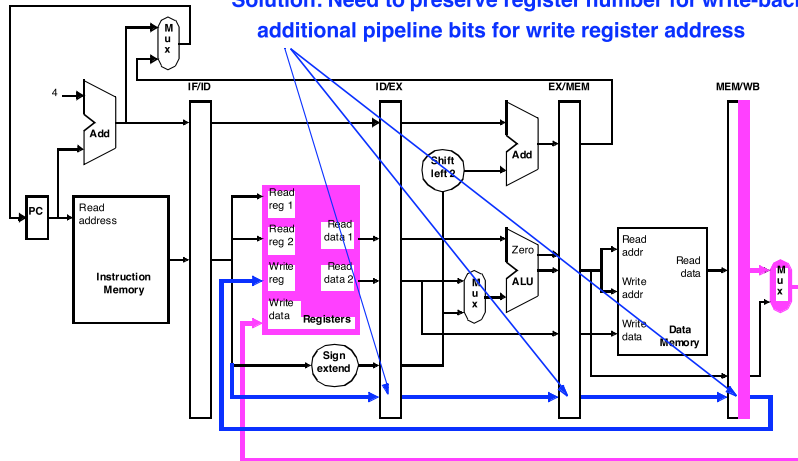 Solution: Need to preserve register number for write-bac
additional pipeline bits for write register address
M
u
x
IF/ID
ID/EX
EX/MEM
MEM/WB
4
Add
Add
Shift
left 2
PC
Read
address
Instruction
Memory
Read
reg 1
Read
reg 2
Write
reg
Write
data
Read
data 1
Read
data 2
Registers
Sign
extend
M
u
x
Zero
ALU
Read
addr
Write
addr
Write
data
Read
data
Data
Memory
M
u
x